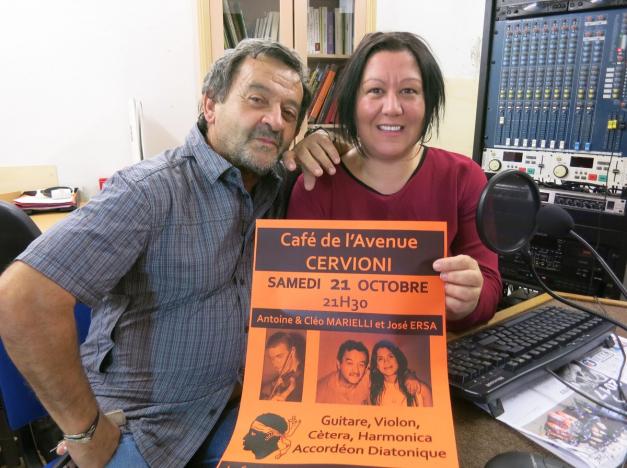 Café de l'Avenue
CERVIONI
SAMEDI 21 OCTOBRE
21H30
Antoine & Cléo MARIELLI et José ERSA
Guitare, Violon,
Cètera, Harmonica
Accordéon Diatonique